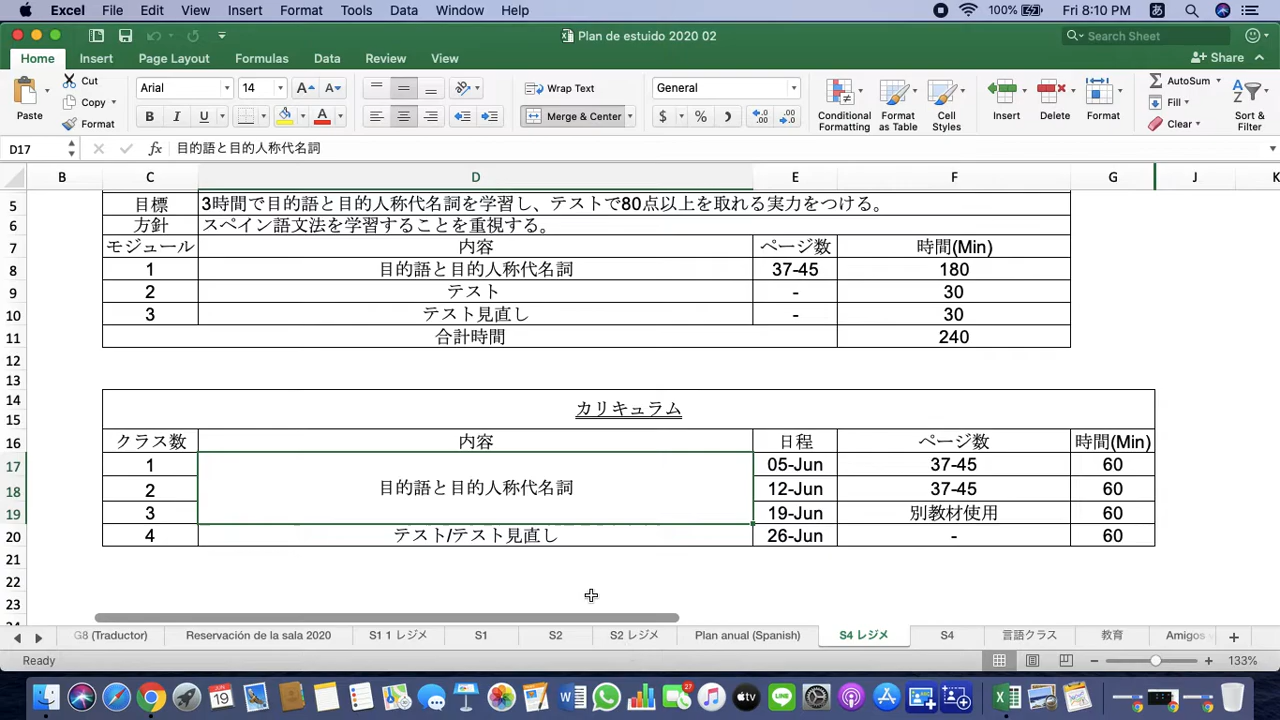 Excel File Edit View Insert Format Tools Data Window Help 100% Fri 8:10 PM あ
Plan de estuido 2020 02 Search Sheet
Home Insert Page Layout Formulas Data Review View Share
Paste Cut Copy Format Arial 14 A A Wrap Text General Conditional Formatting Format as Table Cell Styles Insert Delete Format AutoSum Fill Clear Sort & Filter
B I U A Merge & Center $ %
D17 fx 目的語と目的人称代名詞
B C D E F G J K
5 目標 3時間で目的語と目的人称代名詞を学習し、テストで80点以上を取れる実力をつける。
6 方針 スペイン語文法を学習することを重視する。
7 モジュール 内容 ページ数 時間(Min)
8 1 目的語と目的人称代名詞 37-45 180
9 2 テスト - 30
10 3 テスト見直し - 30
11 合計時間 240
12
13
14
カリキュラム
15
16 クラス数 内容 日程 ページ数 時間(Min)
17 1 05-Jun 37-45 60
18 2 目的語と目的人称代名詞 12-Jun 37-45 60
19 3 19-Jun 別教材使用 60
20 4 テスト/テスト見直し 26-Jun - 60
21
22
23
G8 (Traductor) Reservación de la sala 2020 S1 1 レジメ S1 S2 S2 レジメ Plan anual (Spanish) S4 レジメ S4 言語クラス 教育 Amigos
Ready 133%